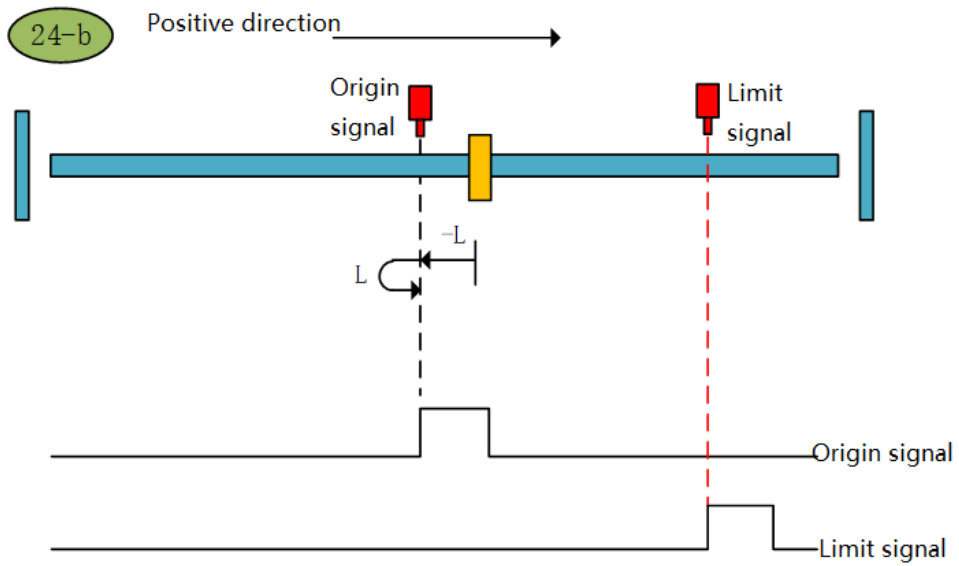 24-b
Positive direction
Origin
signal
Limit
signal
-L
L
Origin signal
Limit signal